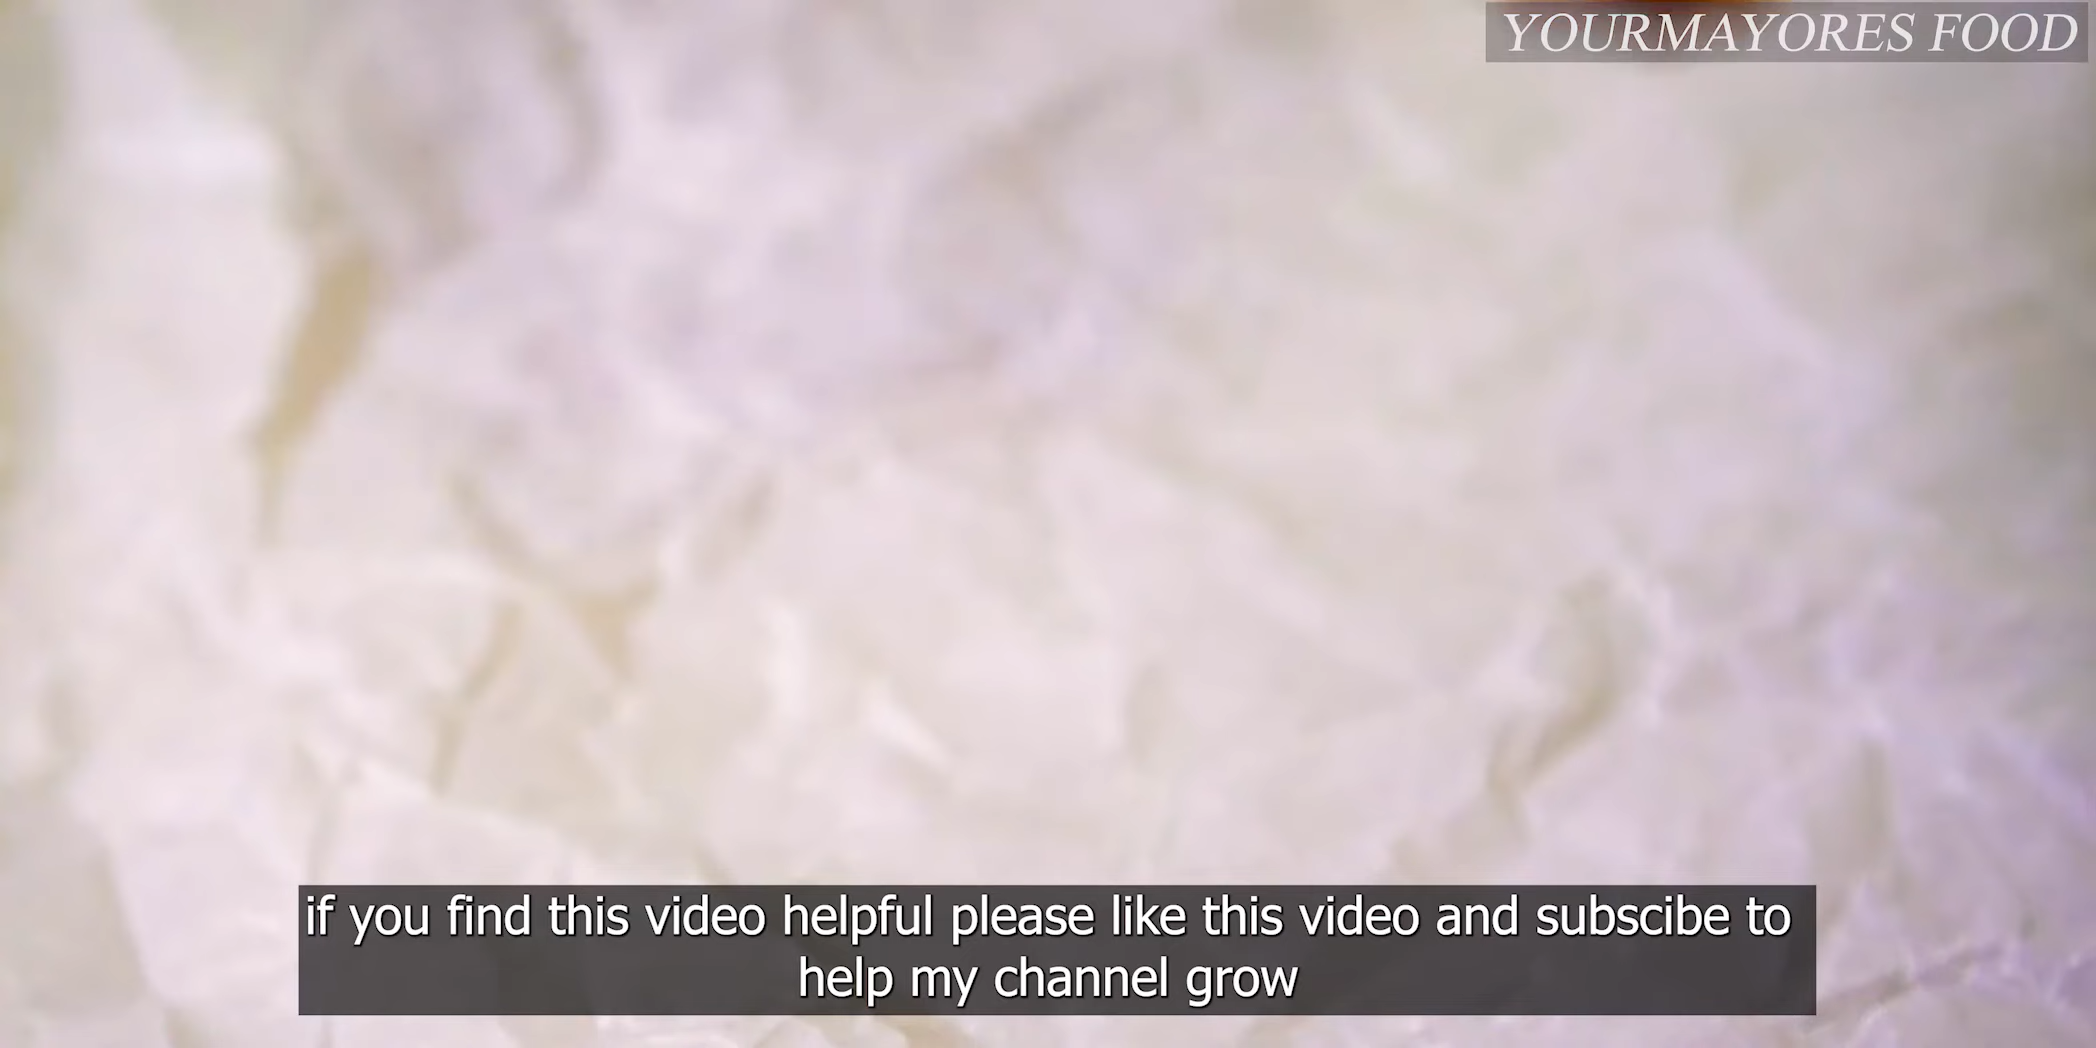 YOURMAYORES FOOD
if you find this video helpful please like this video and subscibe to
help my channel grow